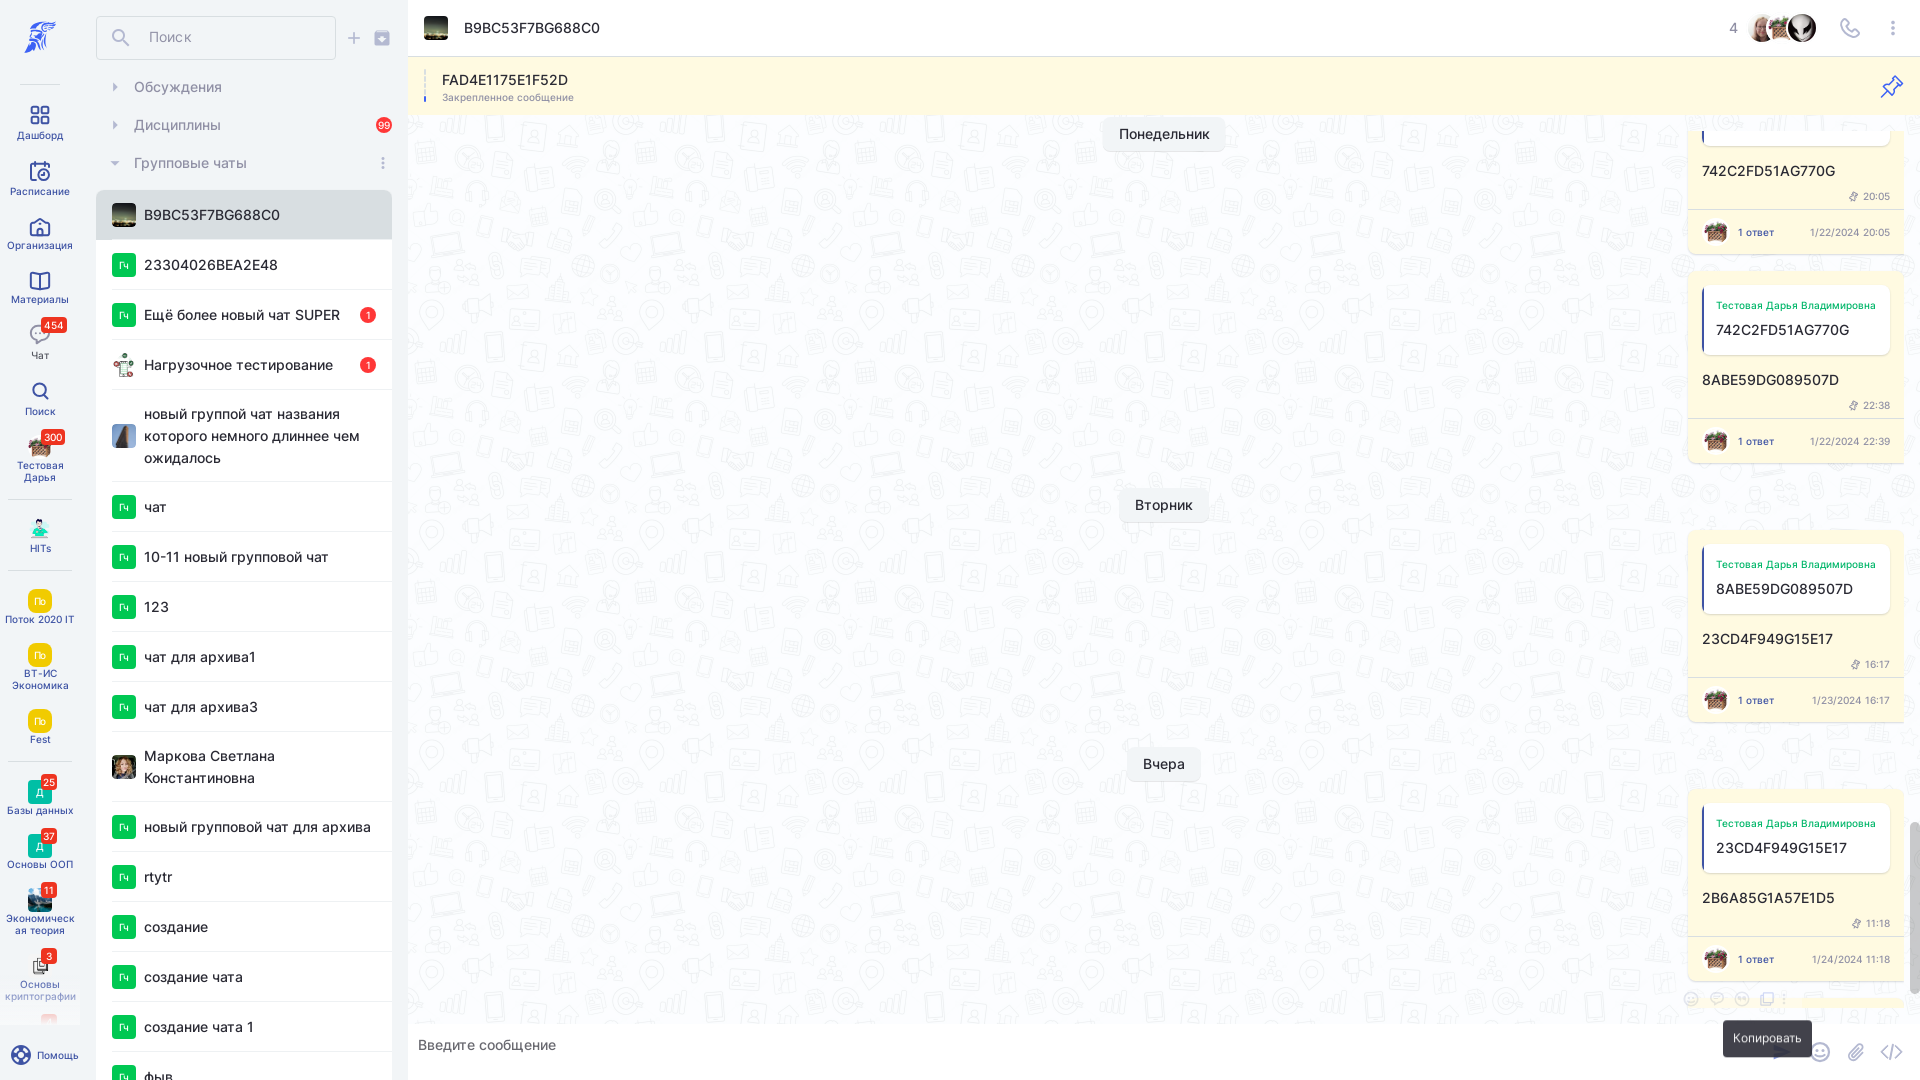 Дашборд
Расписание
Организация
Материалы
454
Чат
Поиск
300
Тестовая
Дарья
HITs
По
Поток 2020 IT
По
ВТ-ИС
Экономика
По
Fest
25
Д
Базы данных
37
Д
Основы ООП
11
Экономическ
ая теория
3
Основы
криптографии
Помощь
Поиск
Обсуждения
Дисциплины
99
Групповые чаты
B9BC53F7BG688C0
Гч
23304026BEA2E48
Гч
Ещё более новый чат SUPER
1
Нагрузочное тестирование
1
новый группой чат названия
которого немного длиннее чем
ожидалось
Гч
чат
Гч
10-11 новый групповой чат
Гч
123
Гч
чат для архива1
Гч
чат для архива3
Маркова Светлана
Константиновна
Гч
новый групповой чат для архива
Гч
rtytr
Гч
создание
Гч
создание чата
Гч
создание чата 1
Гч
фыв
B9BC53F7BG688C0
4
FAD4E1175E1F52D
Закрепленное сообщение
Понедельник
742C2FD51AG770G
20:05
1 ответ
1/22/2024 20:05
Тестовая Дарья Владимировна
742C2FD51AG770G
8ABE59DG089507D
22:38
1 ответ
1/22/2024 22:39
Вторник
Тестовая Дарья Владимировна
8ABE59DG089507D
23CD4F949G15E17
16:17
1 ответ
1/23/2024 16:17
Вчера
Тестовая Дарья Владимировна
23CD4F949G15E17
2B6A85G1A57E1D5
11:18
1 ответ
1/24/2024 11:18
Копировать
Введите сообщение